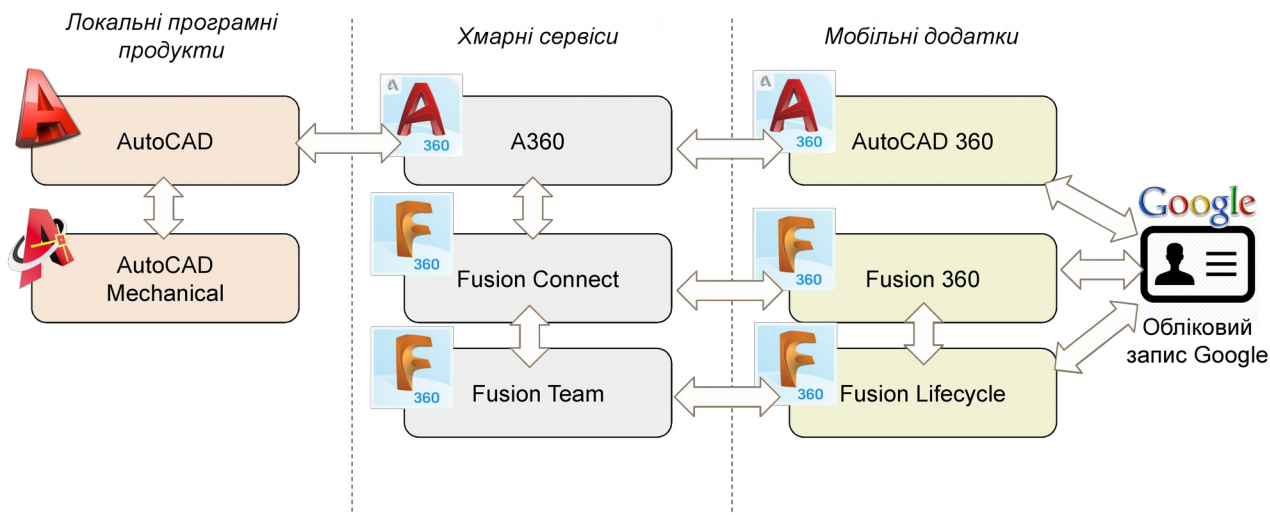 Локальні програмні
продукти
Хмарні сервіси
Мобільні додатки
AutoCAD
A
360
A360
A
360
AutoCAD 360
Google
AutoCAD
Mechanical
360
Fusion Connect
360
Fusion 360
Обліковий
запис Google
360
Fusion Team
360
Fusion Lifecycle